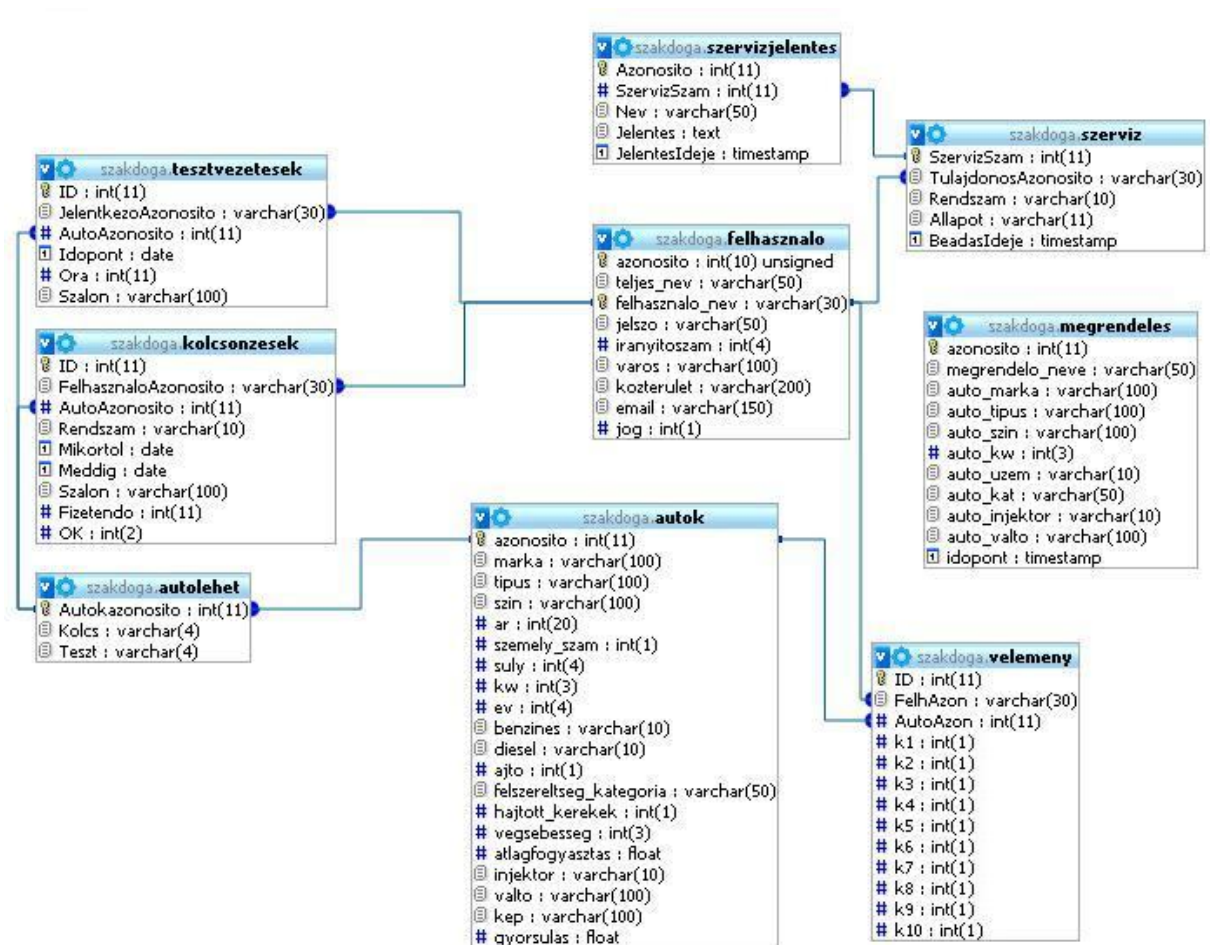 szakdoga.szervizjelentes
Azonosito : int(11)
# SzervizSzam : int(11)
Nev : varchar(50)
Jelentes : text
JelentesIdeje : timestamp
szakdoga.szerviz
SzervizSzam : int(11)
TulajdonosAzonosito : varchar(30)
Rendszam : varchar(10)
Allapot : varchar(11)
BeadasIdeje : timestamp
szakdoga.tesztvezetesek
ID : int(11)
JelentkezoAzonosito : varchar(30)
# AutoAzonosito : int(11)
Idopont : date
# Ora : int(11)
Szalon : varchar(100)
szakdoga.felhasznalo
azonosito : int(10) unsigned
teljes_nev : varchar(50)
felhasznalo_nev : varchar(30)
jelszo : varchar(50)
# iranyitoszam : int(4)
varos : varchar(100)
kozterulet : varchar(200)
email : varchar(150)
# jog : int(1)
szakdoga.megrendeles
azonosito : int(11)
megrendelo_neve : varchar(50)
auto_marka : varchar(100)
auto_tipus : varchar(100)
auto_szin : varchar(100)
# auto_kw : int(3)
auto_uzem : varchar(10)
auto_kat : varchar(50)
auto_injektor : varchar(10)
auto_valto : varchar(100)
idopont : timestamp
szakdoga.kolcsonzesek
ID : int(11)
FelhasznaloAzonosito : varchar(30)
# AutoAzonosito : int(11)
Rendszam : varchar(10)
Mikortol : date
Meddig : date
Szalon : varchar(100)
# Fizetendo : int(11)
# OK : int(2)
szakdoga.autolehet
Autokazonosito : int(11)
Kolcs : varchar(4)
Teszt : varchar(4)
szakdoga.autok
azonosito : int(11)
marka : varchar(100)
tipus : varchar(100)
szin : varchar(100)
# ar : int(20)
# szemely_szam : int(1)
# suly : int(4)
# kw : int(3)
# ev : int(4)
benzines : varchar(10)
diesel : varchar(10)
# ajto : int(1)
felszereltseg_kategoria : varchar(50)
# hajtott_kerekek : int(1)
# vegsebesseg : int(3)
# atlagfogyasztas : float
injektor : varchar(10)
valto : varchar(100)
kep : varchar(100)
# gyorsulas : float
szakdoga.velemeny
ID : int(11)
FelhAzon : varchar(30)
# AutoAzon : int(11)
# k1 : int(1)
# k2 : int(1)
# k3 : int(1)
# k4 : int(1)
# k5 : int(1)
# k6 : int(1)
# k7 : int(1)
# k8 : int(1)
# k9 : int(1)
# k10 : int(1)